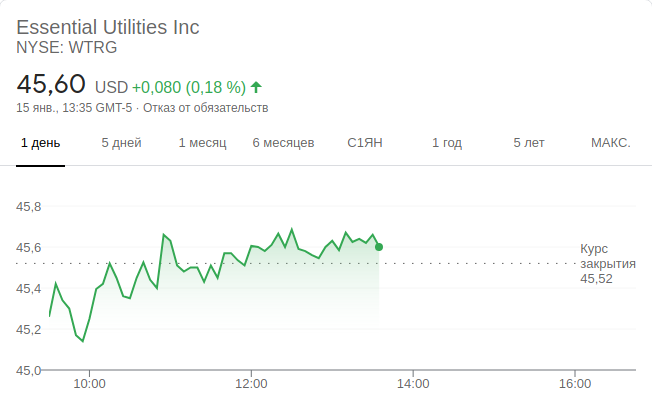 Essential Utilities Inc
NYSE: WTRG
45,60 USD +0,080 (0,18 %)
15 янв., 13:35 GMT-5 · Отказ от обязательств
1 день 5 дней 1 месяц 6 месяцев С1ЯН 1 год 5 лет МАКС.
45,8
45,6
Курс
закрытия
45,52
45,4
45,2
45,0
10:00 12:00 14:00 16:00